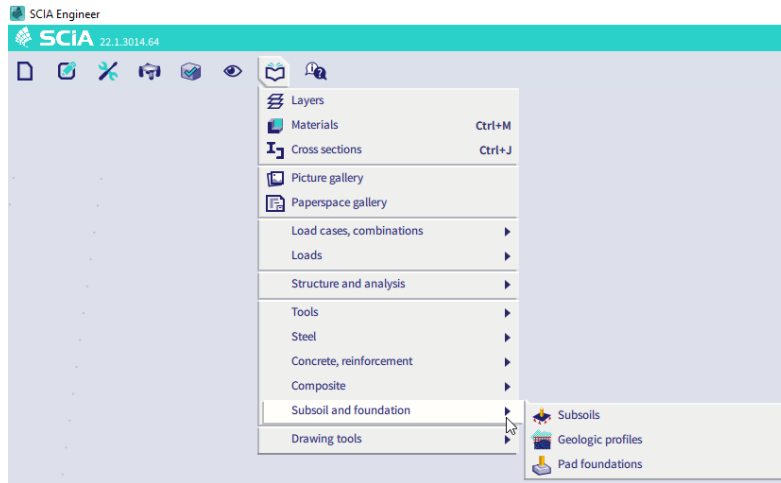 SCIA Engineer
SCiA 22.1.3014.64
Layers
Materials Ctrl+M
Cross sections Ctrl+J
Picture gallery
Paperspace gallery
Load cases, combinations
Loads
Structure and analysis
Tools
Steel
Concrete, reinforcement
Composite
Subsoil and foundation
Subsoils
Drawing tools
Geologic profiles
Pad foundations